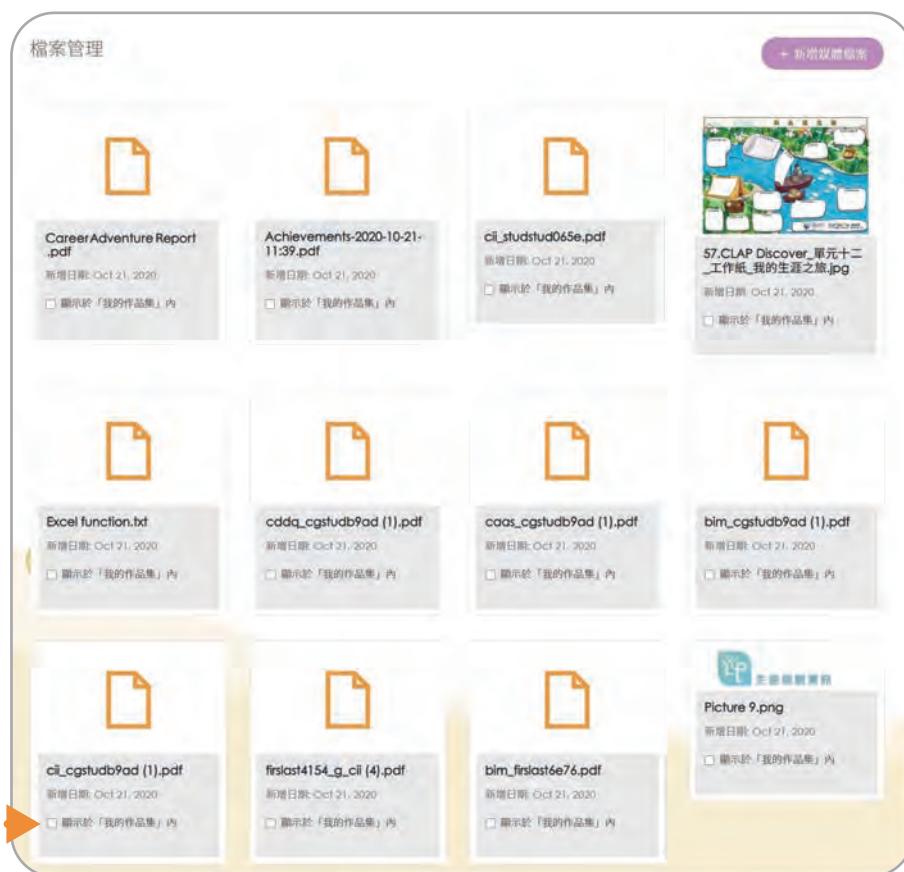 檔案管理
+ 新增媒體檔案
CareerAdventure Report
.pdf
新增日期: Oct 21, 2020
顯示於「我的作品集」內
Achievements-2020-10-21-
11:39.pdf
新增日期: Oct 21, 2020
顯示於「我的作品集」內
cii_studstud065e.pdf
新增日期: Oct 21, 2020
顯示於「我的作品集」內
57.CLAP Discover_單元十二
_工作紙_我的生涯之旅.jpg
新增日期: Oct 21, 2020
顯示於「我的作品集」內
Excel function.txt
新增日期: Oct 21, 2020
顯示於「我的作品集」內
cddq_cgstudb9ad (1).pdf
新增日期: Oct 21, 2020
顯示於「我的作品集」內
caas_cgstudb9ad (1).pdf
新增日期: Oct 21, 2020
顯示於「我的作品集」內
bim_cgstudb9ad (1).pdf
新增日期: Oct 21, 2020
顯示於「我的作品集」內
cii_cgstudb9ad (1).pdf
新增日期: Oct 21, 2020
顯示於「我的作品集」內
firslast4154_g_cii (4).pdf
新增日期: Oct 21, 2020
顯示於「我的作品集」內
bim_firslast6e76.pdf
新增日期: Oct 21, 2020
顯示於「我的作品集」內
Picture 9.png
新增日期: Oct 21, 2020
顯示於「我的作品集」內